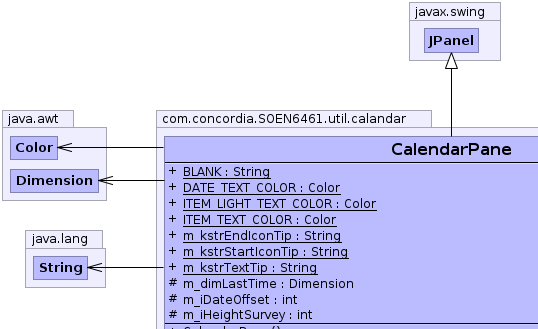 javax.swing
JPanel
java.awt
Color
Dimension
com.concordia.SOEN6461.util.calandar
CalendarPane
+ BLANK : String
+ DATE_TEXT_COLOR : Color
+ ITEM_LIGHT_TEXT_COLOR : Color
+ ITEM_TEXT_COLOR : Color
+ m_kstrEndIconTip : String
+ m_kstrStartIconTip : String
+ m_kstrTextTip : String
# m_dimLastTime : Dimension
# m_iDateOffset : int
# m_iHeightSurvey : int
java.lang
String